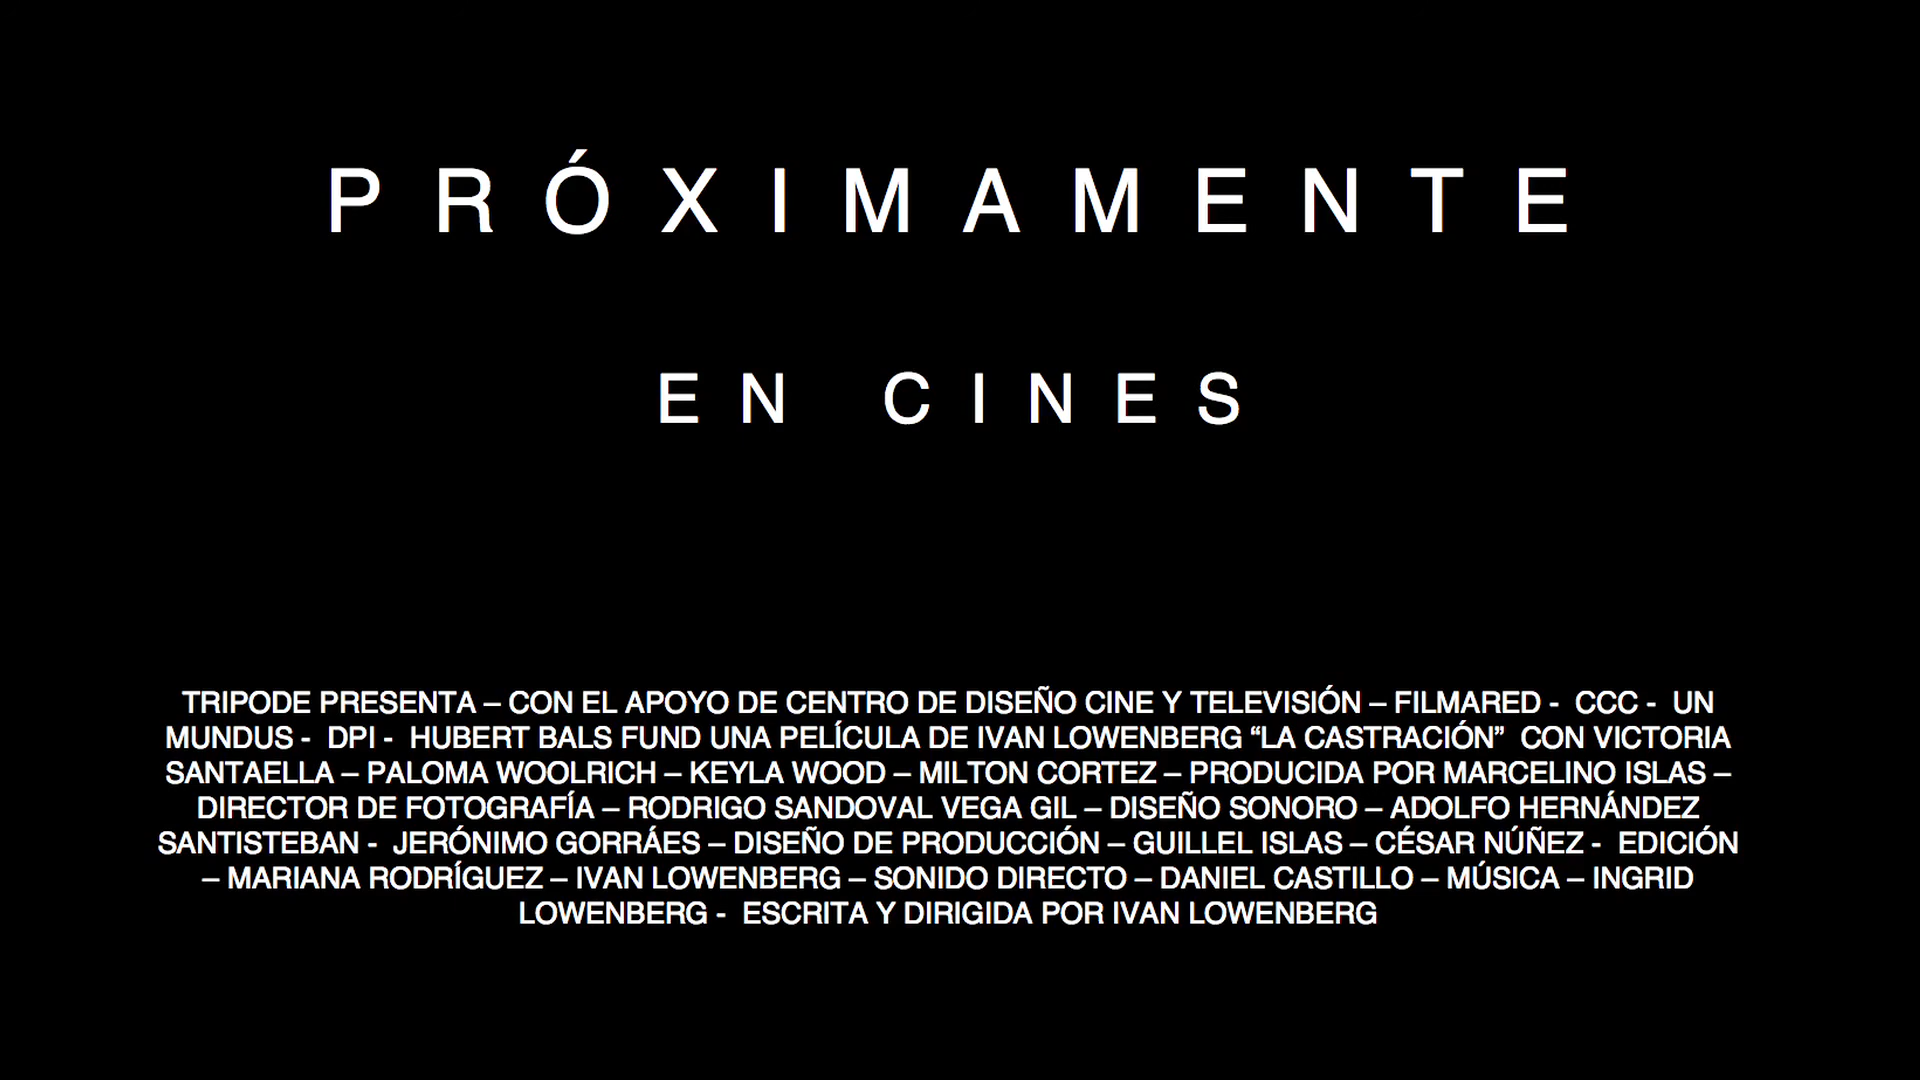 PRÓXIMAMENTE
EN CINES
TRIPODE PRESENTA – CON EL APOYO DE CENTRO DE DISEÑO CINE Y TELEVISIÓN – FILMARED - CCC - UN
MUNDUS - DPI - HUBERT BALS FUND UNA PELÍCULA DE IVAN LOWENBERG “LA CASTRACIÓN” CON VICTORIA
SANTAELLA – PALOMA WOOLRICH – KEYLA WOOD – MILTON CORTEZ – PRODUCIDA POR MARCELINO ISLAS –
DIRECTOR DE FOTOGRAFÍA – RODRIGO SANDOVAL VEGA GIL – DISEÑO SONORO – ADOLFO HERNÁNDEZ
SANTISTEBAN - JERÓNIMO GORRÁES – DISEÑO DE PRODUCCIÓN – GUILLEL ISLAS – CÉSAR NÚÑEZ - EDICIÓN
– MARIANA RODRÍGUEZ – IVAN LOWENBERG – SONIDO DIRECTO – DANIEL CASTILLO – MÚSICA – INGRID
LOWENBERG - ESCRITA Y DIRIGIDA POR IVAN LOWENBERG